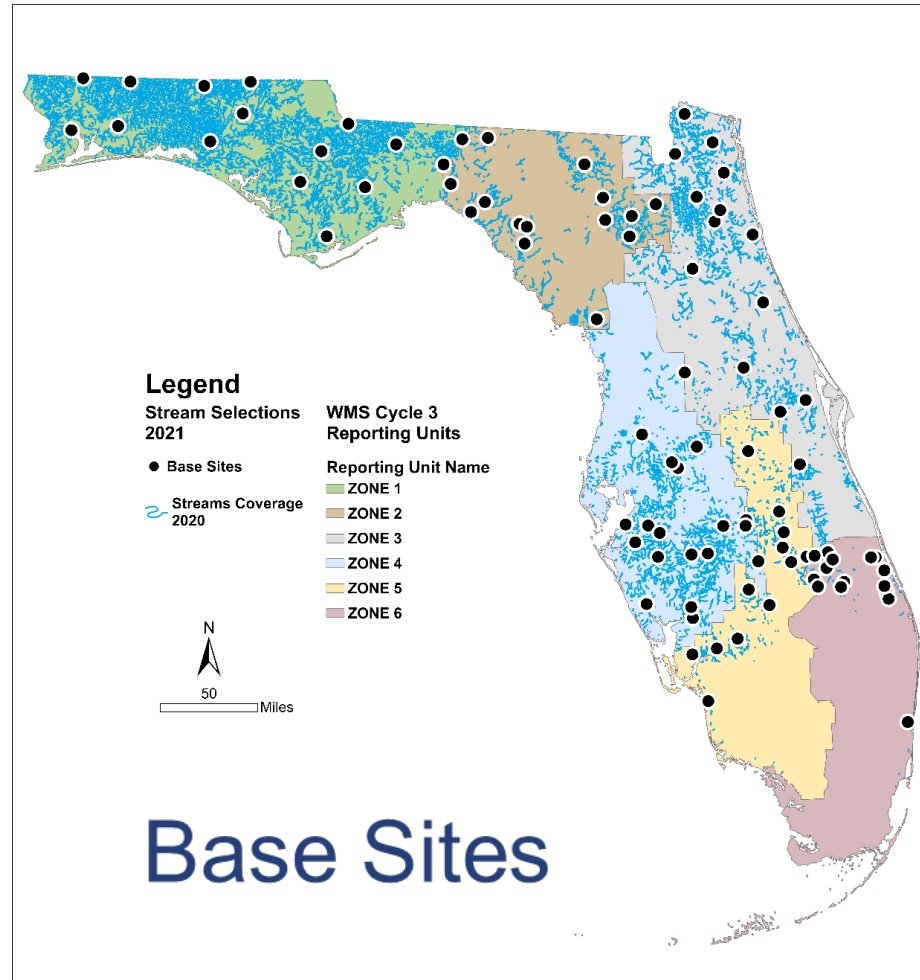 Legend
Stream Selections
2021
Base Sites
Streams Coverage
2020
WMS Cycle 3
Reporting Units
Reporting Unit Name
ZONE 1
ZONE 2
ZONE 3
ZONE 4
ZONE 5
ZONE 6
N
50
Miles
Base Sites